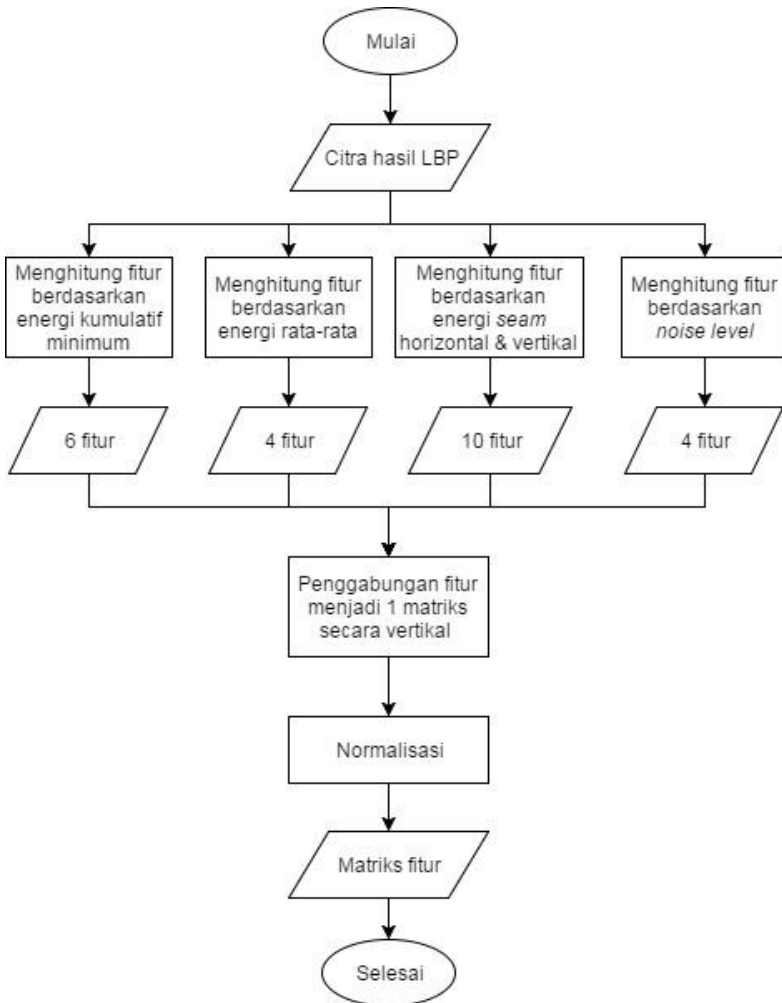 Mulai
Citra hasil LBP
Menghitung fitur
berdasarkan
energi kumulatif
minimum
Menghitung fitur
berdasarkan
energi rata-rata
Menghitung fitur
berdasarkan
energi seam
horizontal & vertikal
Menghitung fitur
berdasarkan
noise level
6 fitur
4 fitur
10 fitur
4 fitur
Penggabungan fitur
menjadi 1 matriks
secara vertikal
Normalisasi
Matriks fitur
Selesai